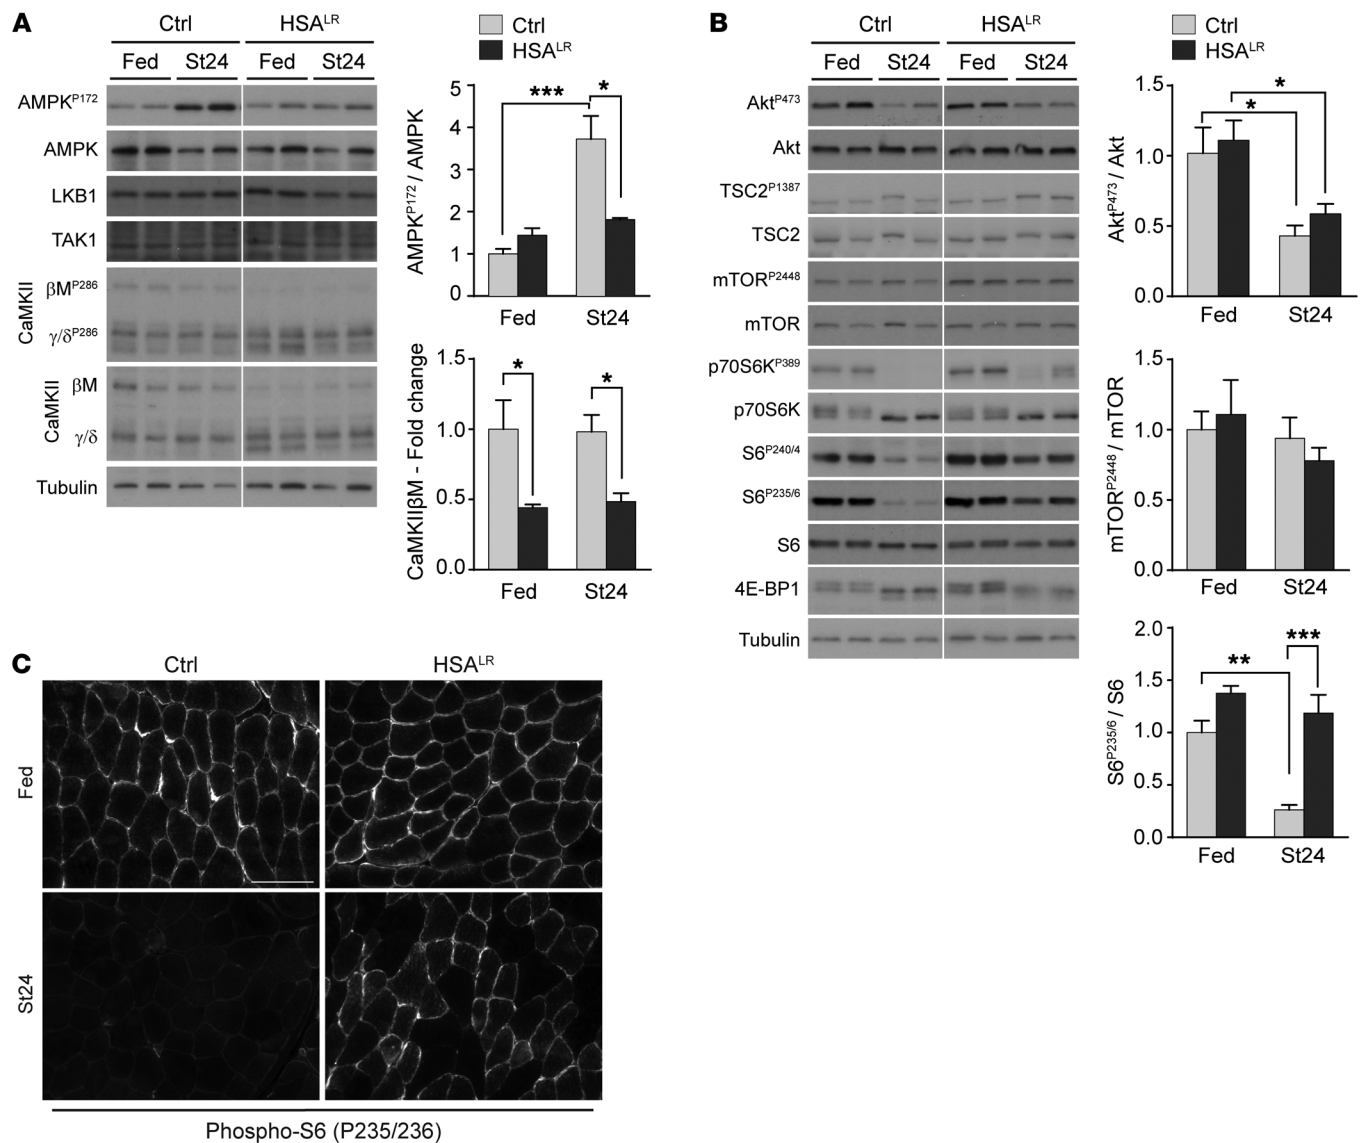 A
Ctrl
HSA^LR
Fed
St24
Fed
St24
AMPK^P172
AMPK
LKB1
TAK1
CaMKII
βM^P286
γ/δ^P286
CaMKII
βM
γ/δ
Tubulin
Ctrl
HSA^LR
AMPK^P172 / AMPK
5
4
3
2
1
0
***
*
Fed
St24
CaMKIIβM - Fold change
1.5
1.0
0.5
0.0
*
*
Fed
St24
B
Ctrl
HSA^LR
Fed
St24
Fed
St24
Akt^P473
Akt
TSC2^P1387
TSC2
mTOR^P2448
mTOR
p70S6K^P389
p70S6K
S6^P240/4
S6^P235/6
S6
4E-BP1
Tubulin
Ctrl
HSA^LR
Akt^P473 / Akt
1.5
1.0
0.5
0.0
*
*
Fed
St24
mTOR^P2448 / mTOR
1.5
1.0
0.5
0.0
Fed
St24
S6^P235/6 / S6
2.0
1.5
1.0
0.5
0.0
**
***
Fed
St24
C
Ctrl
HSA^LR
Fed
St24
Phospho-S6 (P235/236)